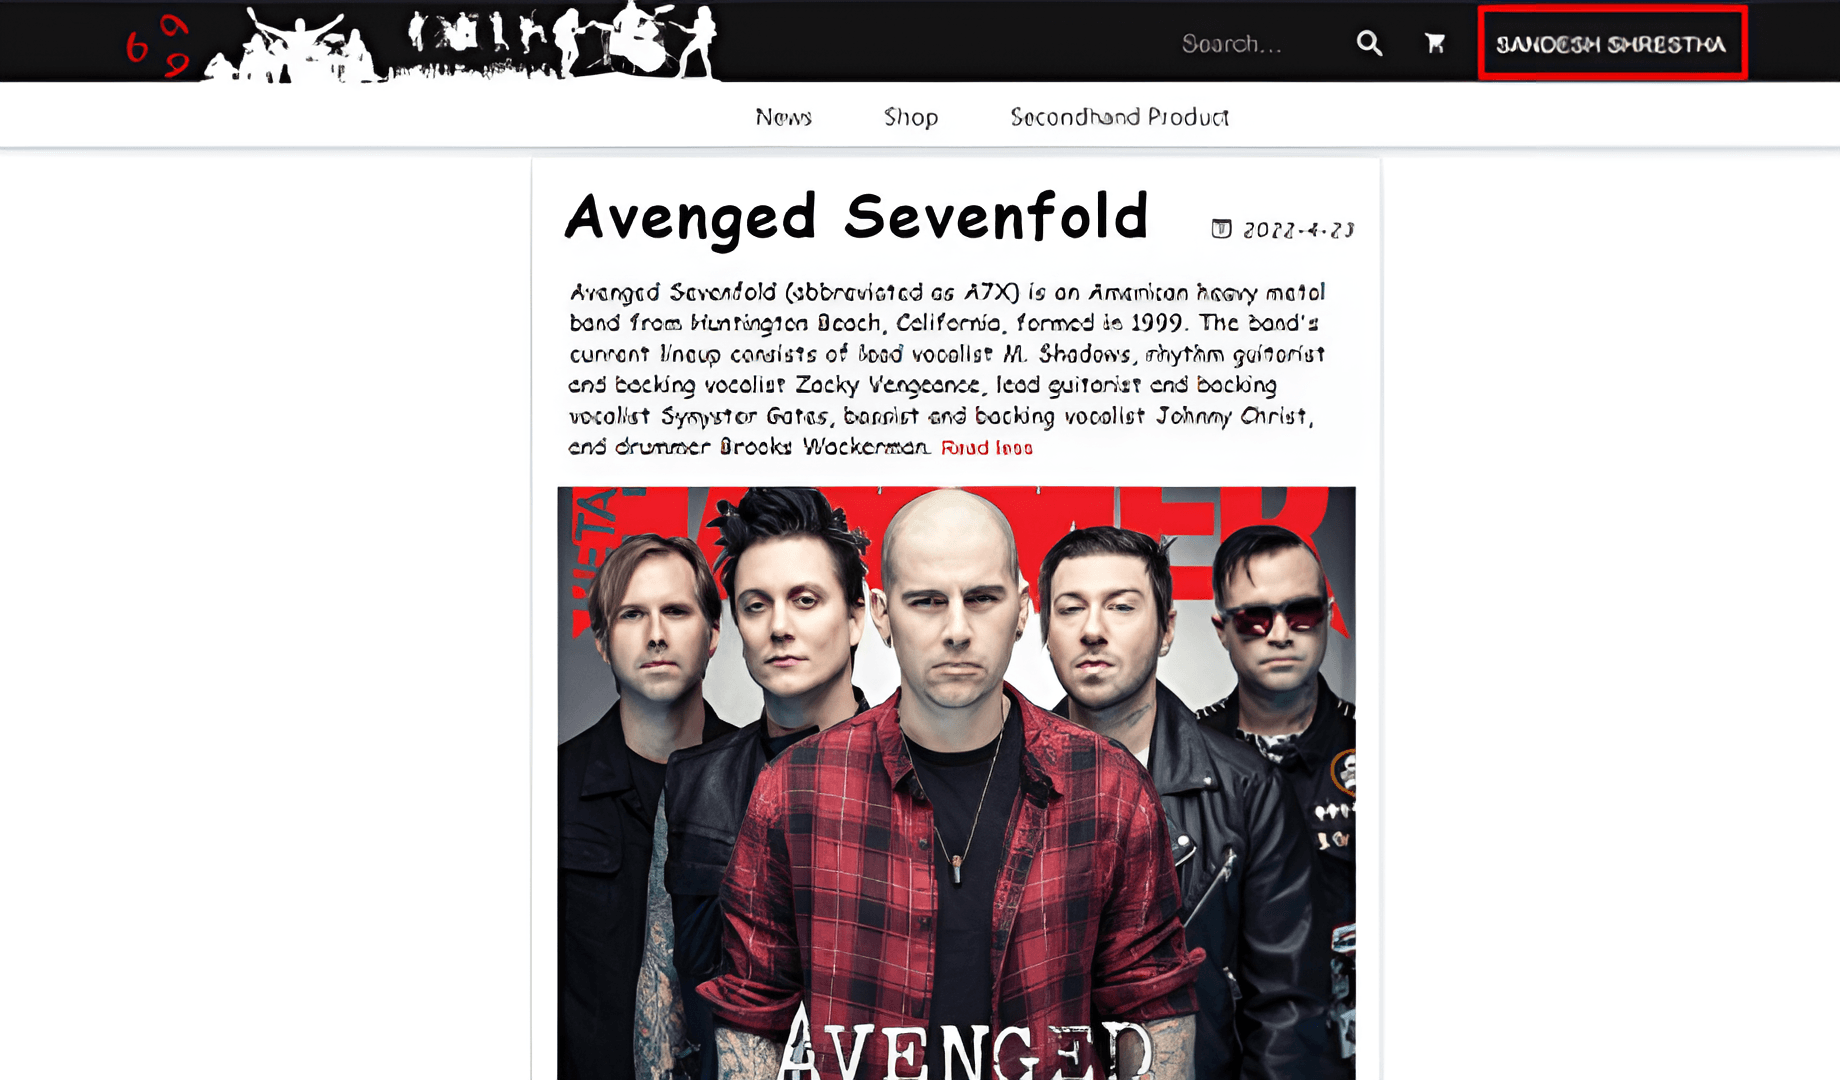 69
69
Search...
SANDESH SHRESTHA
News Shop Secondhand Product
Avenged Sevenfold
2022-4-23
Avenged Sevenfold (abbreviated as A7X) is an American heavy metal
band from Huntington Beach, California, formed in 1999. The band's
current lineup consists of lead vocalist M. Shadows, rhythm guitarist
and backing vocalist Zacky Vengeance, lead guitarist and backing
vocalist Synyster Gates, bassist and backing vocalist Johnny Christ,
and drummer Brooks Wackerman. Read less
METAL
HAMMER
AVENGED